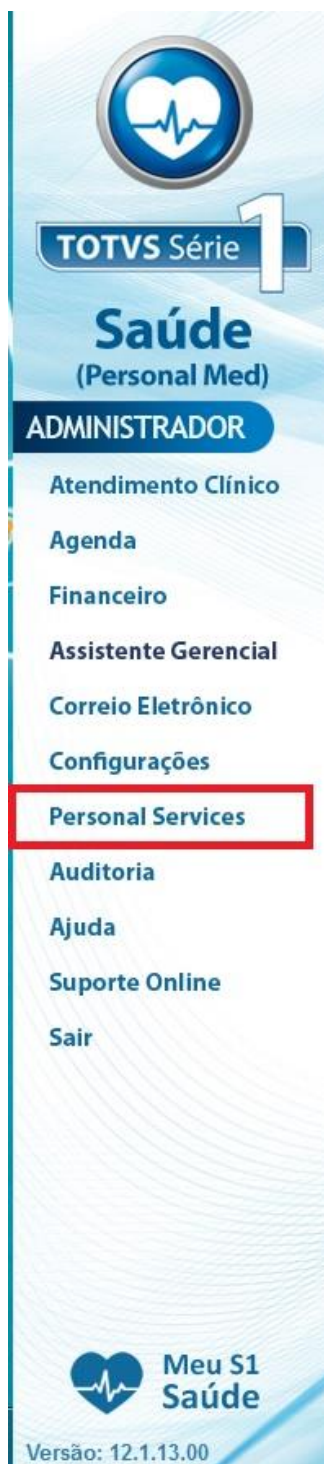 TOTVS Série 1
Saúde
(Personal Med)
ADMINISTRADOR
Atendimento Clínico
Agenda
Financeiro
Assistente Gerencial
Correio Eletrônico
Configurações
Personal Services
Auditoria
Ajuda
Suporte Online
Sair
Meu S1
Saúde
Versão: 12.1.13.00